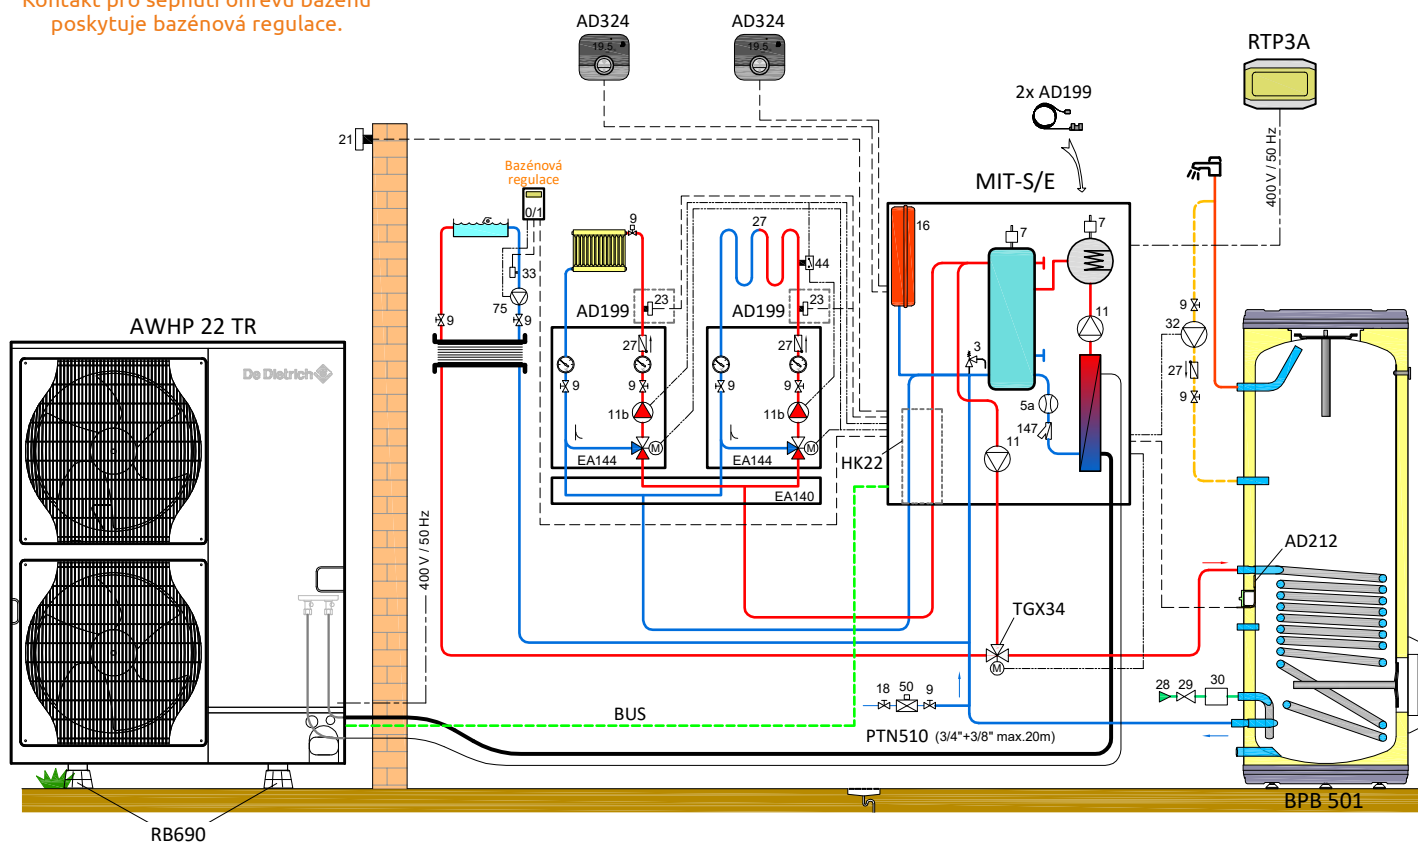 Kontakt pro sepnutí ohřevu bazénu
poskytuje bazénová regulace.
AD324
AD324
19.5.
19.5.
RTP3A
2x AD199
21
400 V / 50 Hz
Bazénová
regulace
0/1
MIT-S/E
9
27
16
7
7
44
33
75
9
9
AD199
23
AD199
23
AWHP 22 TR
De Dietrich
27
27
9
9
9
9
3
11
9
32
27
9
11b
11b
5a
147
M
M
EA144
EA144
HK22
11
EA140
400 V / 50 Hz
AD212
TGX34
M
18
50
9
28
29
30
BUS
PTN510 (3/4"+3/8" max.20m)
BPB 501
RB690